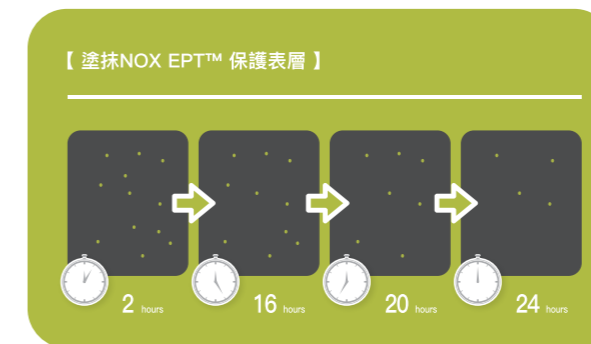 【 塗抹NOX EPT™ 保護表層 】
2 hours
16 hours
20 hours
24 hours